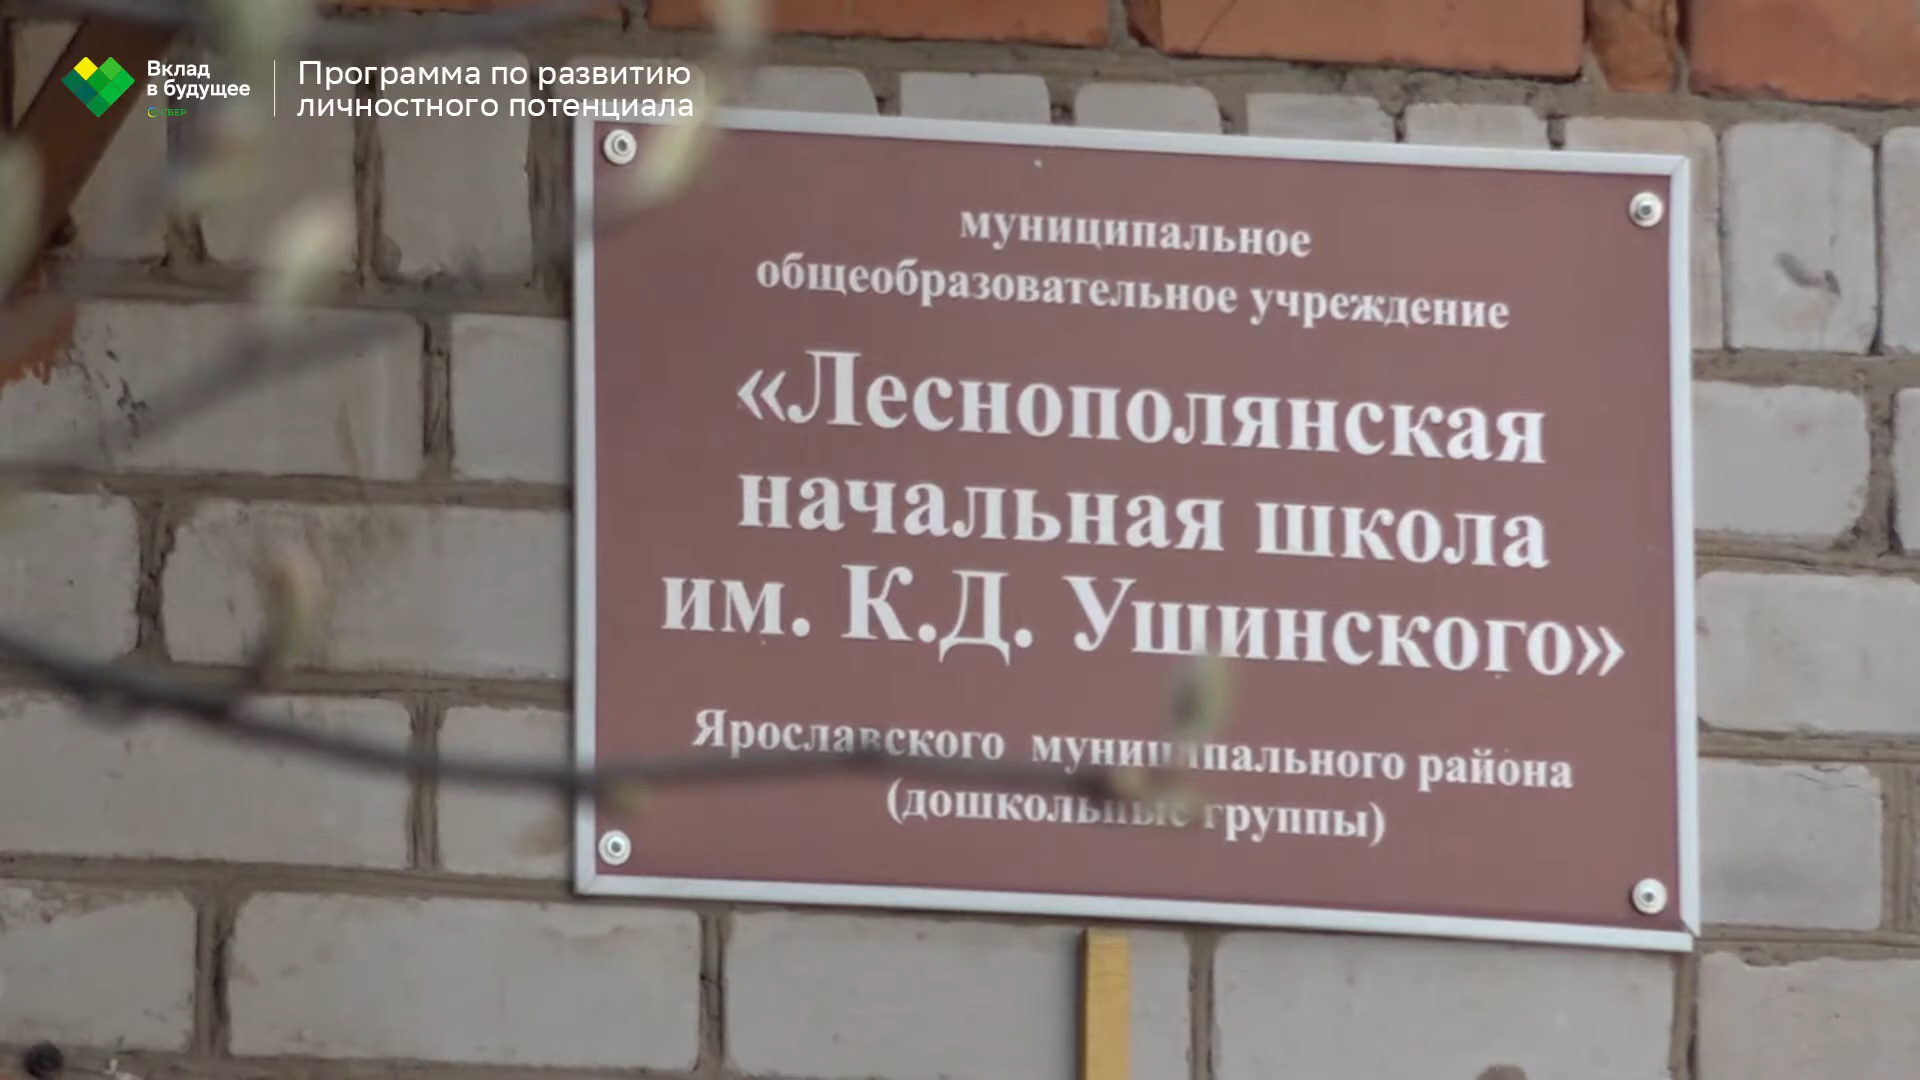 Вклад
в будущее
СБЕР
Программа по развитию
личностного потенциала
муниципальное
общеобразовательное учреждение
«Леснополянская
начальная школа
им. К.Д. Ушинского»
Ярославского муниципального района
(дошкольные группы)